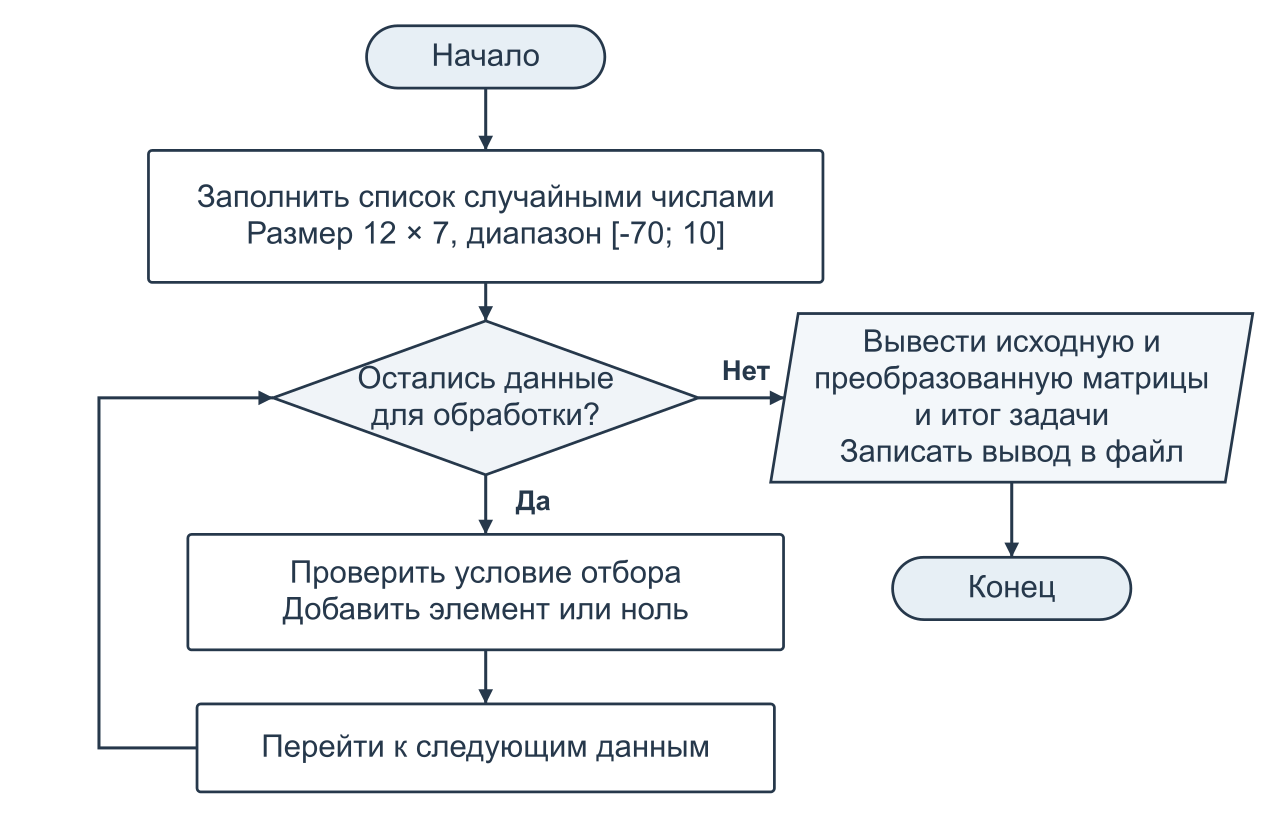 Начало
Заполнить список случайными числами
Размер 12 × 7, диапазон [-70; 10]
Остались данные
для обработки?
Нет
Вывести исходную и
преобразованную матрицы
и итог задачи
Записать вывод в файл
Да
Проверить условие отбора
Добавить элемент или ноль
Конец
Перейти к следующим данным